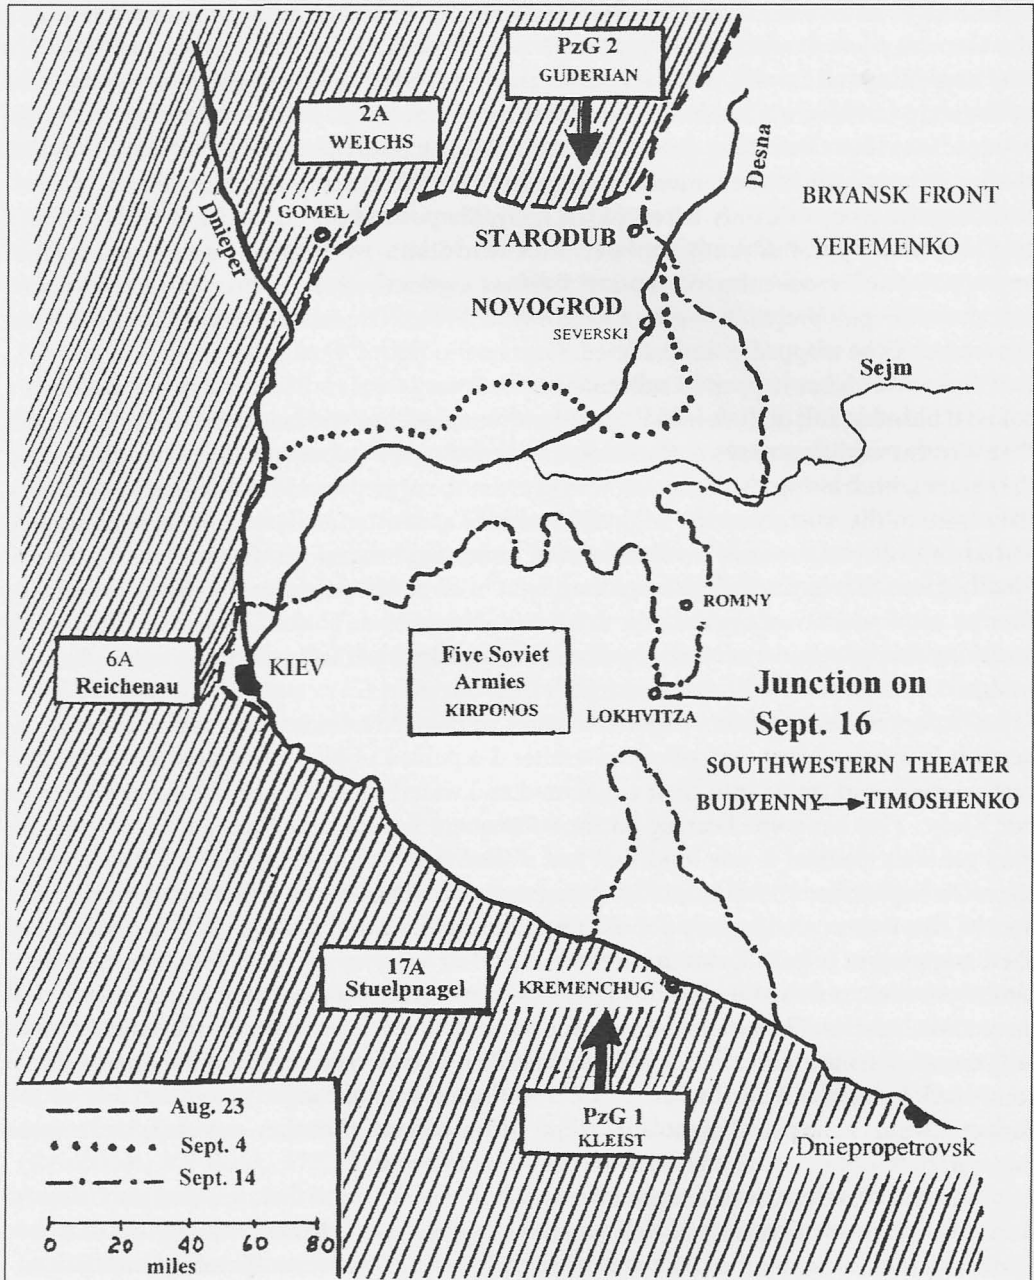 PzG 2
GUDERIAN
2A
WEICHS
Desna
Dnieper
GOMEL
STARODUB
BRYANSK FRONT
YEREMENKO
NOVOGROD
SEVERSKI
Sejm
ROMNY
6A
Reichenau
KIEV
Five Soviet
Armies
KIRPONOS
LOKHVITZA
Junction on
Sept. 16
SOUTHWESTERN THEATER
BUDYENNY → TIMOSHENKO
17A
Stuelpnagel
KREMENCHUG
PzG 1
KLEIST
Dniepropetrovsk
Aug. 23
Sept. 4
Sept. 14
0 20 40 60 80
miles